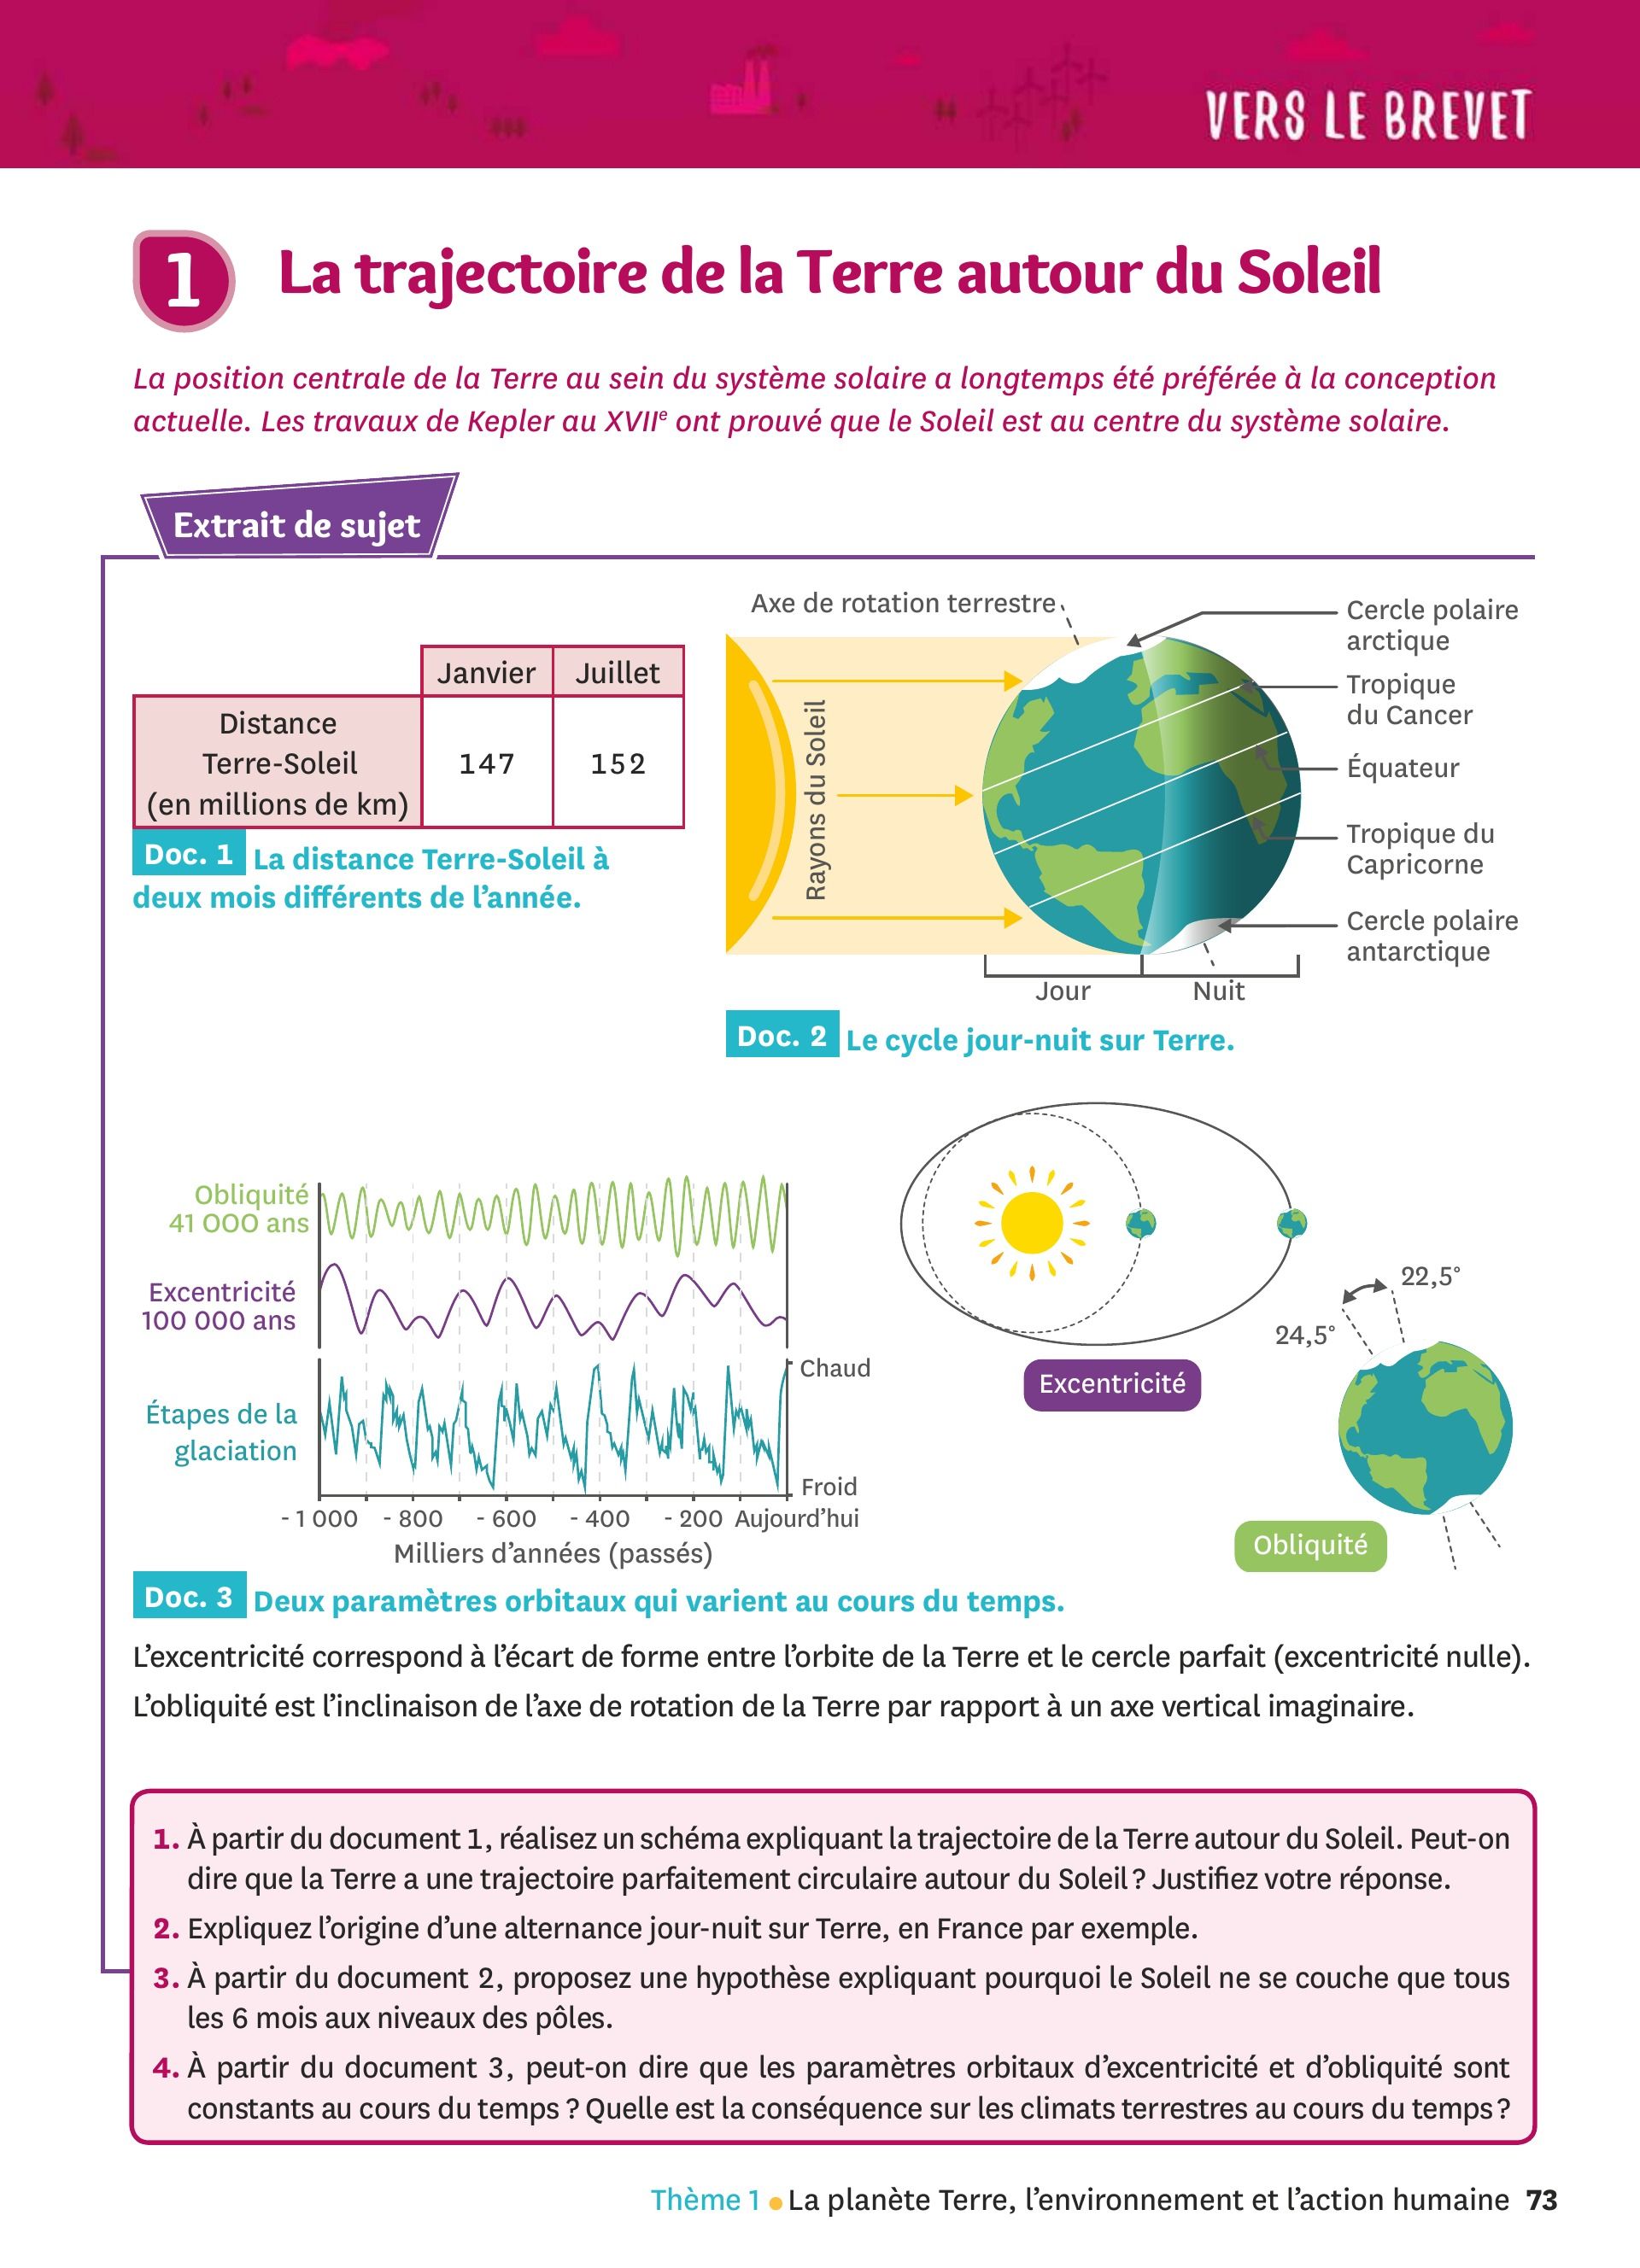 VERS LE BREVET
1
La trajectoire de la Terre autour du Soleil
La position centrale de la Terre au sein du système solaire a longtemps été préférée à la conception
actuelle. Les travaux de Kepler au XVIIe ont prouvé que le Soleil est au centre du système solaire.
Extrait de sujet
Janvier
Juillet
Distance
Terre-Soleil
(en millions de km)
147
152
Doc. 1 La distance Terre-Soleil à
deux mois différents de l’année.
Axe de rotation terrestre
Rayons du Soleil
Cercle polaire
arctique
Tropique
du Cancer
Équateur
Tropique du
Capricorne
Cercle polaire
antarctique
Jour
Nuit
Doc. 2 Le cycle jour-nuit sur Terre.
Obliquité
41 000 ans
Excentricité
100 000 ans
Étapes de la
glaciation
Chaud
Froid
- 1 000 - 800 - 600 - 400 - 200 Aujourd’hui
Milliers d’années (passés)
Excentricité
22,5°
24,5°
Obliquité
Doc. 3 Deux paramètres orbitaux qui varient au cours du temps.
L’excentricité correspond à l’écart de forme entre l’orbite de la Terre et le cercle parfait (excentricité nulle).
L’obliquité est l’inclinaison de l’axe de rotation de la Terre par rapport à un axe vertical imaginaire.
1. À partir du document 1, réalisez un schéma expliquant la trajectoire de la Terre autour du Soleil. Peut-on
dire que la Terre a une trajectoire parfaitement circulaire autour du Soleil ? Justifiez votre réponse.
2. Expliquez l’origine d’une alternance jour-nuit sur Terre, en France par exemple.
3. À partir du document 2, proposez une hypothèse expliquant pourquoi le Soleil ne se couche que tous
les 6 mois aux niveaux des pôles.
4. À partir du document 3, peut-on dire que les paramètres orbitaux d’excentricité et d’obliquité sont
constants au cours du temps ? Quelle est la conséquence sur les climats terrestres au cours du temps ?
Thème 1 • La planète Terre, l’environnement et l’action humaine 73